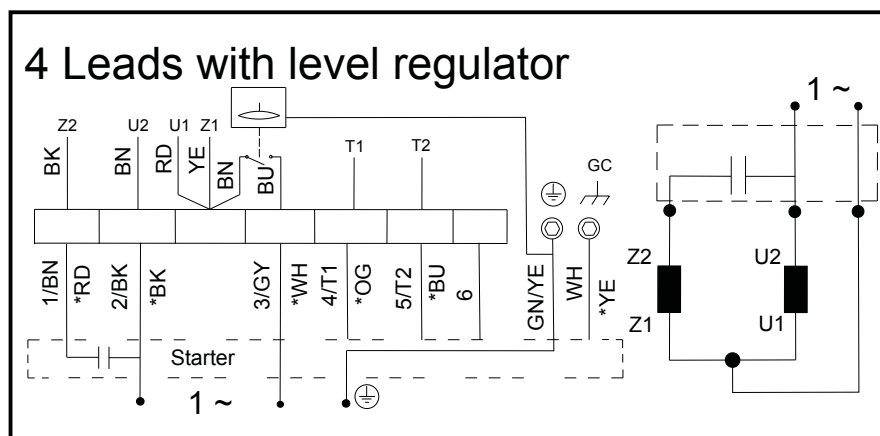 4 Leads with level regulator
1 ~
Z2 U2 U1 Z1
T1 T2 GC
BK BN RD YE BN BU
1/BN *RD 2/BK *BK 3/GY *WH 4/T1 *OG 5/T2 *BU 6 GN/YE WH *YE
Starter
1 ~
Z2 U2
Z1 U1